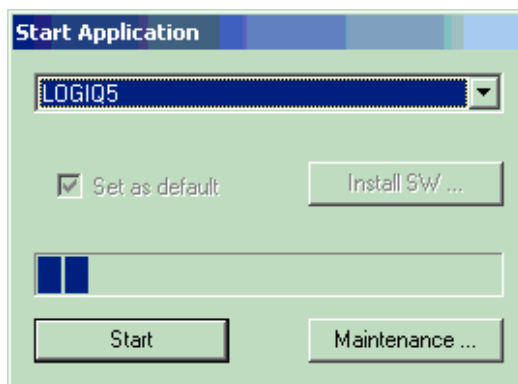 Start Application
LOGIQ5
Set as default
Install SW ...
Start
Maintenance ...